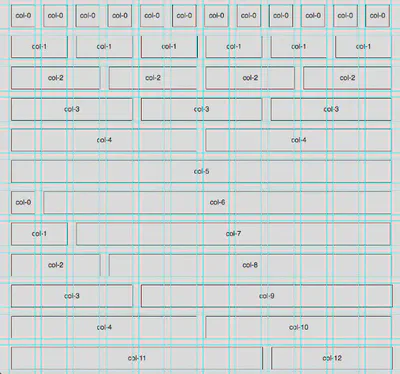 col-0 col-0 col-0 col-0 col-0 col-0 col-0 col-0 col-0 col-0 col-0 col-0
col-1 col-1 col-1 col-1 col-1 col-1
col-2 col-2 col-2 col-2
col-3 col-3 col-3
col-4 col-4
col-5
col-0 col-6
col-1 col-7
col-2 col-8
col-3 col-9
col-4 col-10
col-11 col-12